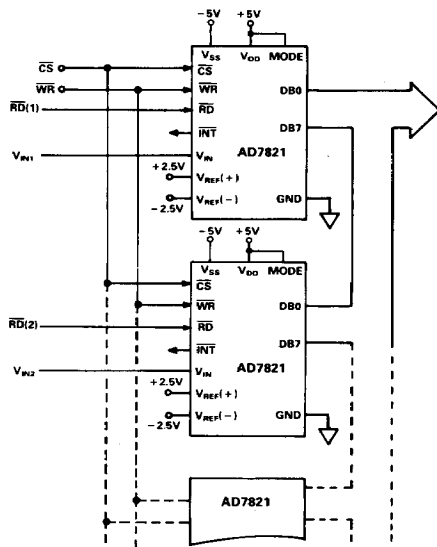 -5V +5V
VSS VDD MODE
CS CS
WR WR DB0
RD(1) RD
INT DB7
VIN1 VIN AD7821
+2.5V VREF(+)
-2.5V VREF(-) GND
-5V +5V
VSS VDD MODE
CS
WR DB0
RD(2) RD
INT DB7
VIN2 VIN AD7821
+2.5V VREF(+)
-2.5V VREF(-) GND
AD7821